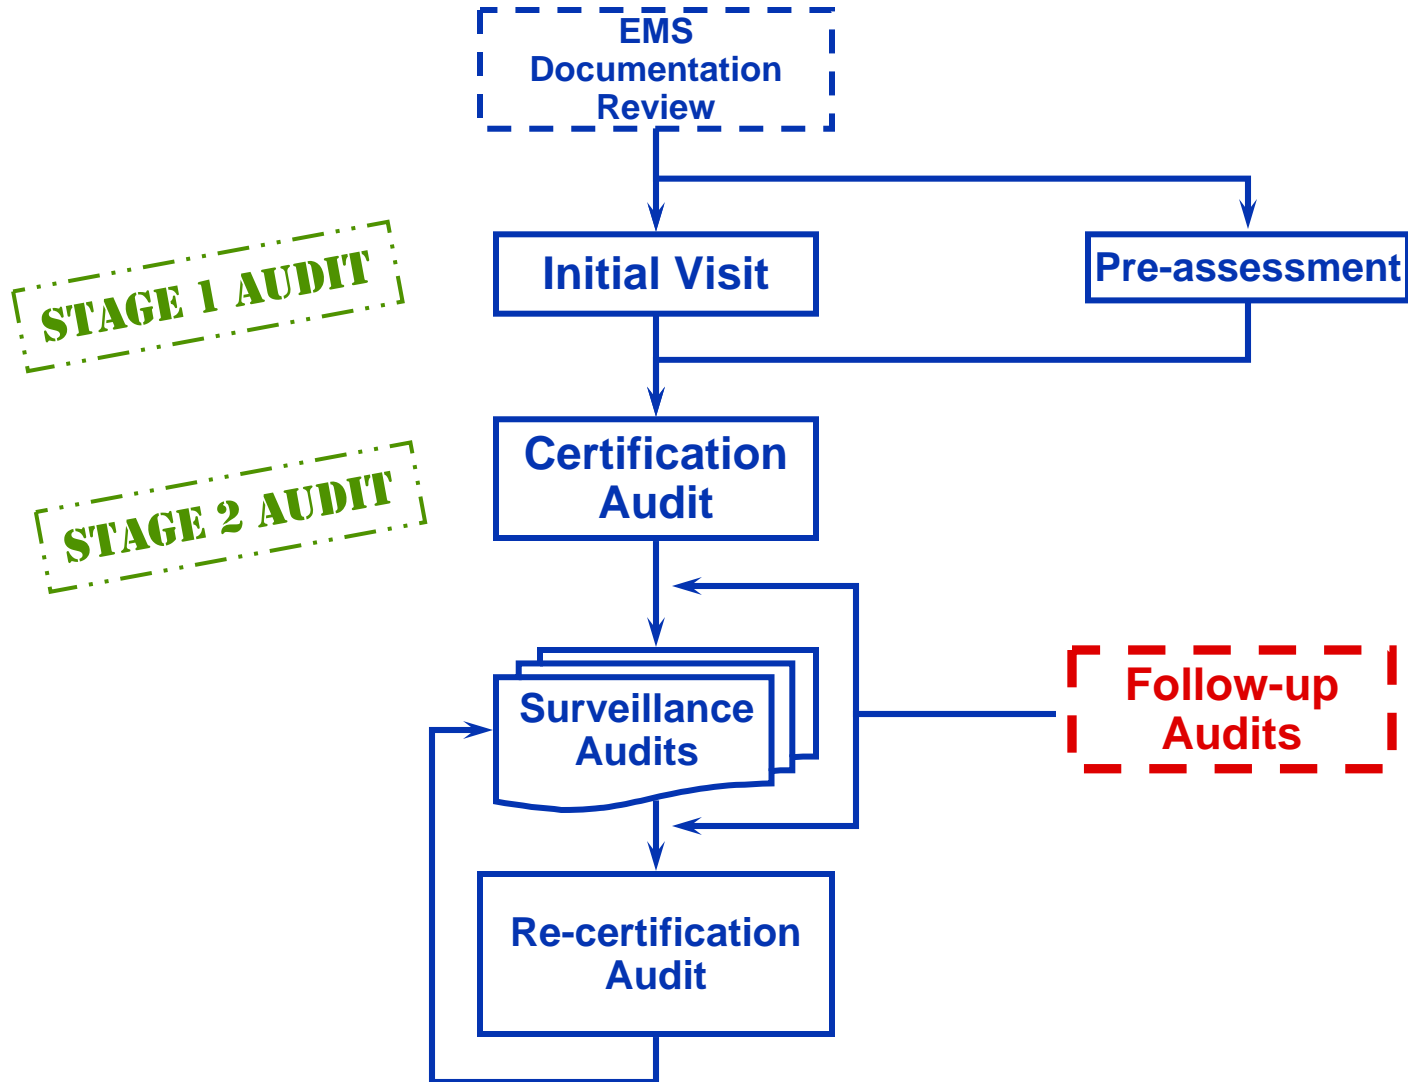 EMS
Documentation
Review
STAGE 1 AUDIT
Initial Visit
Pre-assessment
STAGE 2 AUDIT
Certification
Audit
Surveillance
Audits
Follow-up
Audits
Re-certification
Audit